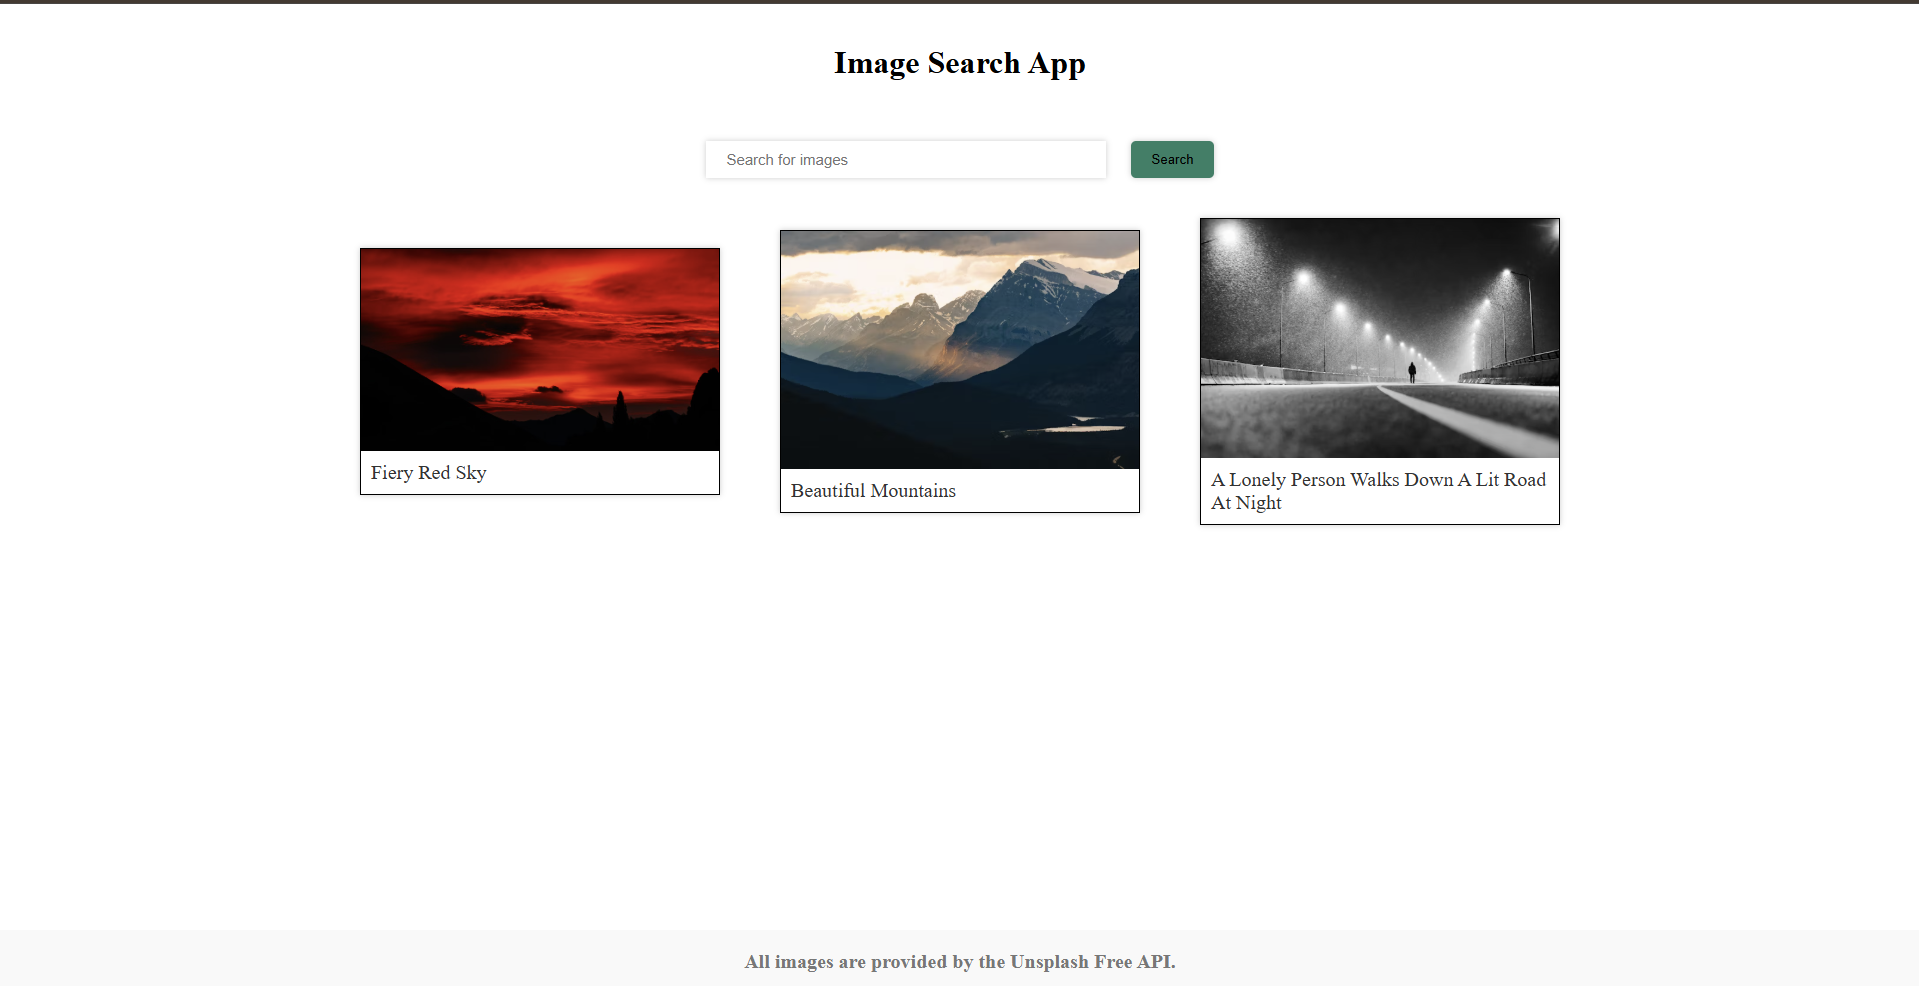 Image Search App
Search for images
Search
Fiery Red Sky
Beautiful Mountains
A Lonely Person Walks Down A Lit Road
At Night
All images are provided by the Unsplash Free API.